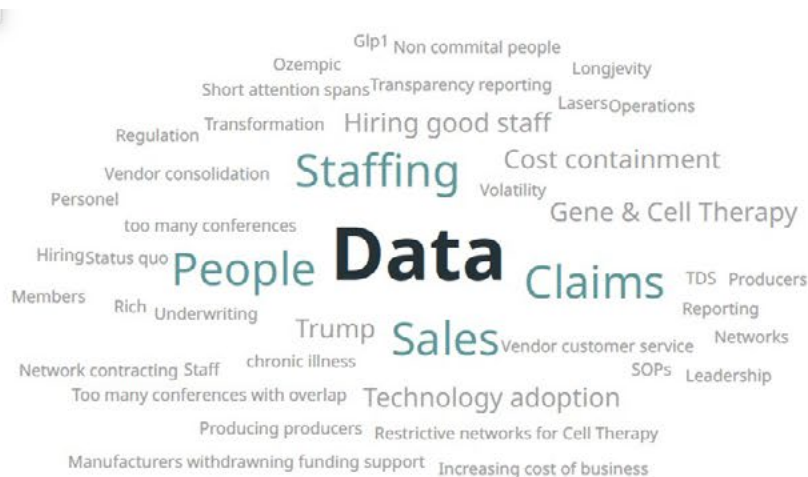 Glp1
Non commital people
Ozempic
Longjevity
Short attention spans
Transparency reporting
Lasers
Operations
Regulation
Transformation
Hiring good staff
Vendor consolidation
Staffing
Cost containment
Personel
Volatility
too many conferences
Gene & Cell Therapy
Hiring
Status quo
People
Data
Claims
TDS
Producers
Members
Rich
Underwriting
Reporting
Trump
Sales
Vendor customer service
Networks
Network contracting
Staff
chronic illness
SOPs
Leadership
Too many conferences with overlap
Technology adoption
Producing producers
Restrictive networks for Cell Therapy
Manufacturers withdrawning funding support
Increasing cost of business